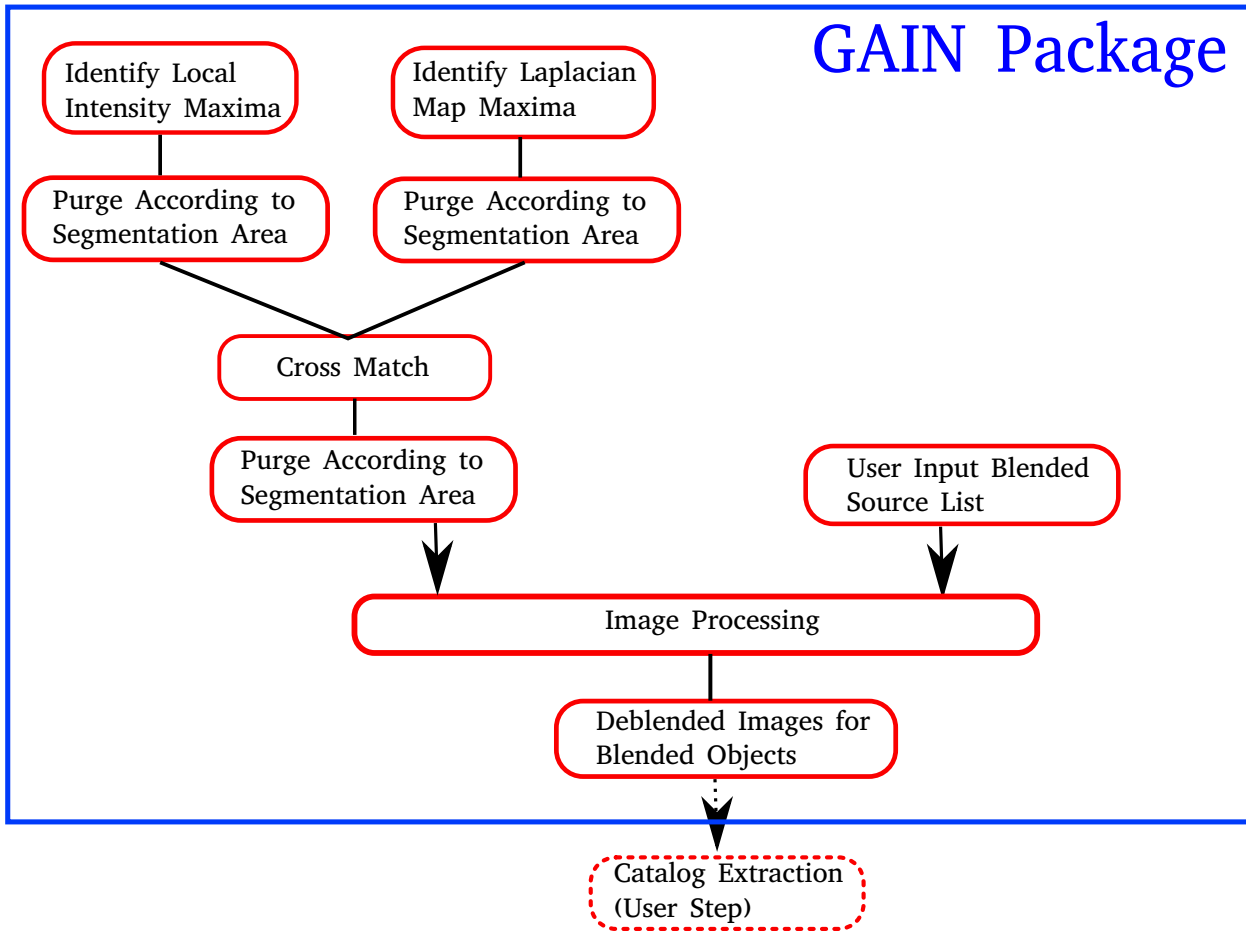 GAIN Package
Identify Local
Intensity Maxima
Identify Laplacian
Map Maxima
Purge According to
Segmentation Area
Purge According to
Segmentation Area
Cross Match
Purge According to
Segmentation Area
User Input Blended
Source List
Image Processing
Deblended Images for
Blended Objects
Catalog Extraction
(User Step)